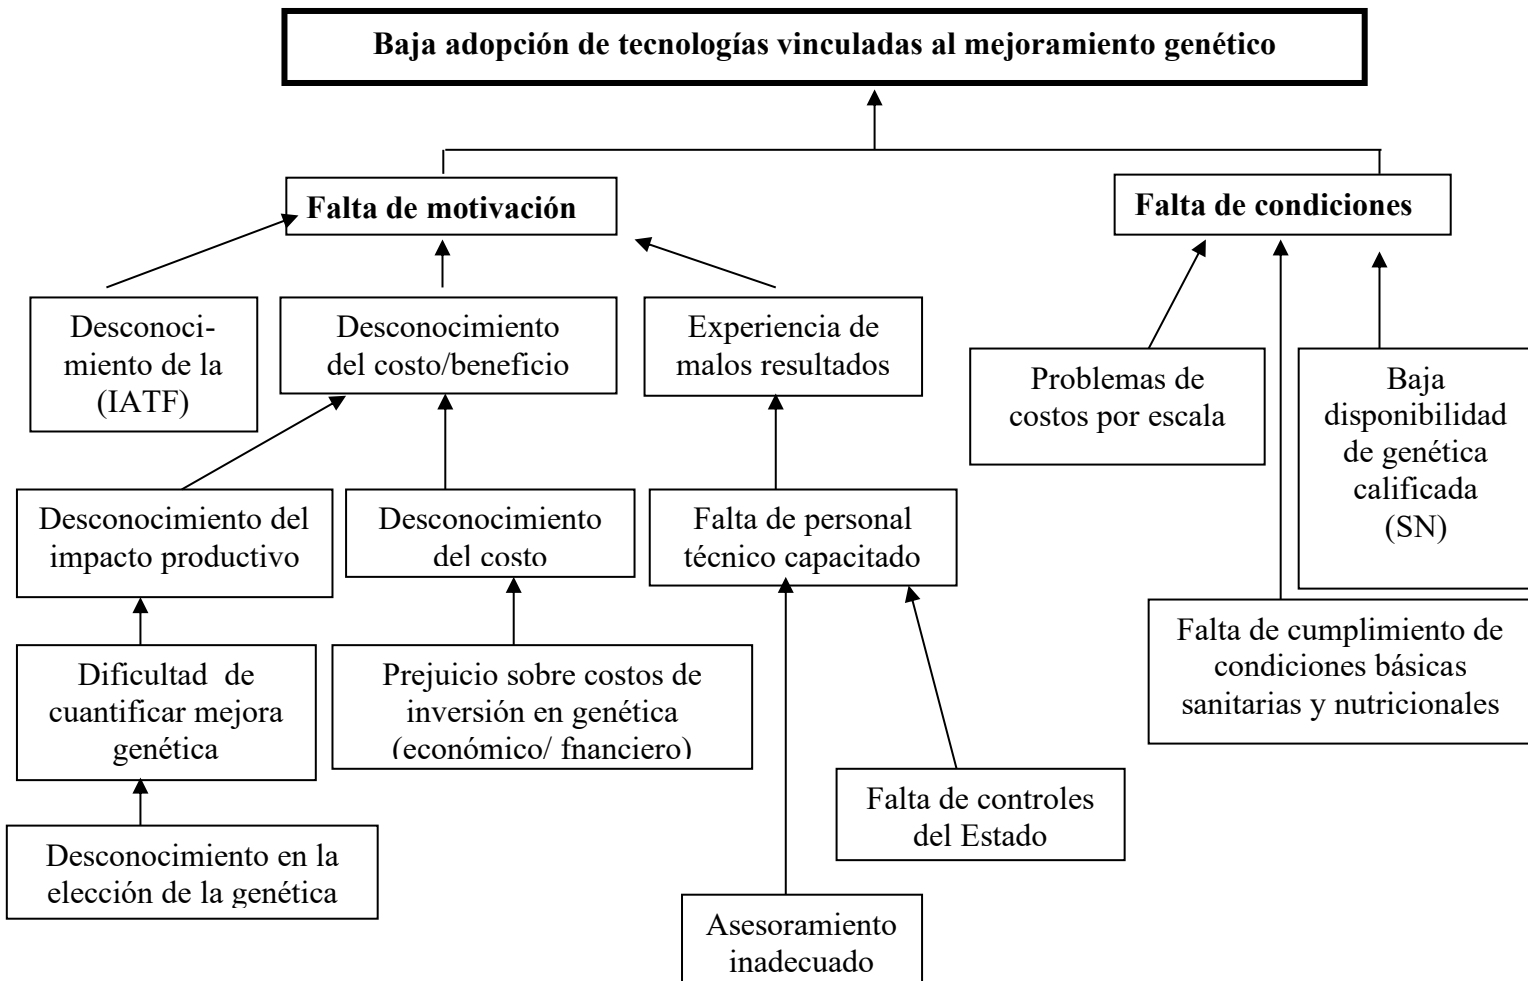 Baja adopción de tecnologías vinculadas al mejoramiento genético
Falta de motivación
Falta de condiciones
Desconoci-
miento de la
(IATF)
Desconocimiento
del costo/beneficio
Experiencia de
malos resultados
Problemas de
costos por escala
Baja
disponibilidad
de genética
calificada
(SN)
Desconocimiento del
impacto productivo
Desconocimiento
del costo
Falta de personal
técnico capacitado
Falta de cumplimiento de
condiciones básicas
sanitarias y nutricionales
Dificultad de
cuantificar mejora
genética
Prejuicio sobre costos de
inversión en genética
(económico/ fnanciero)
Falta de controles
del Estado
Desconocimiento en la
elección de la genética
Asesoramiento
inadecuado